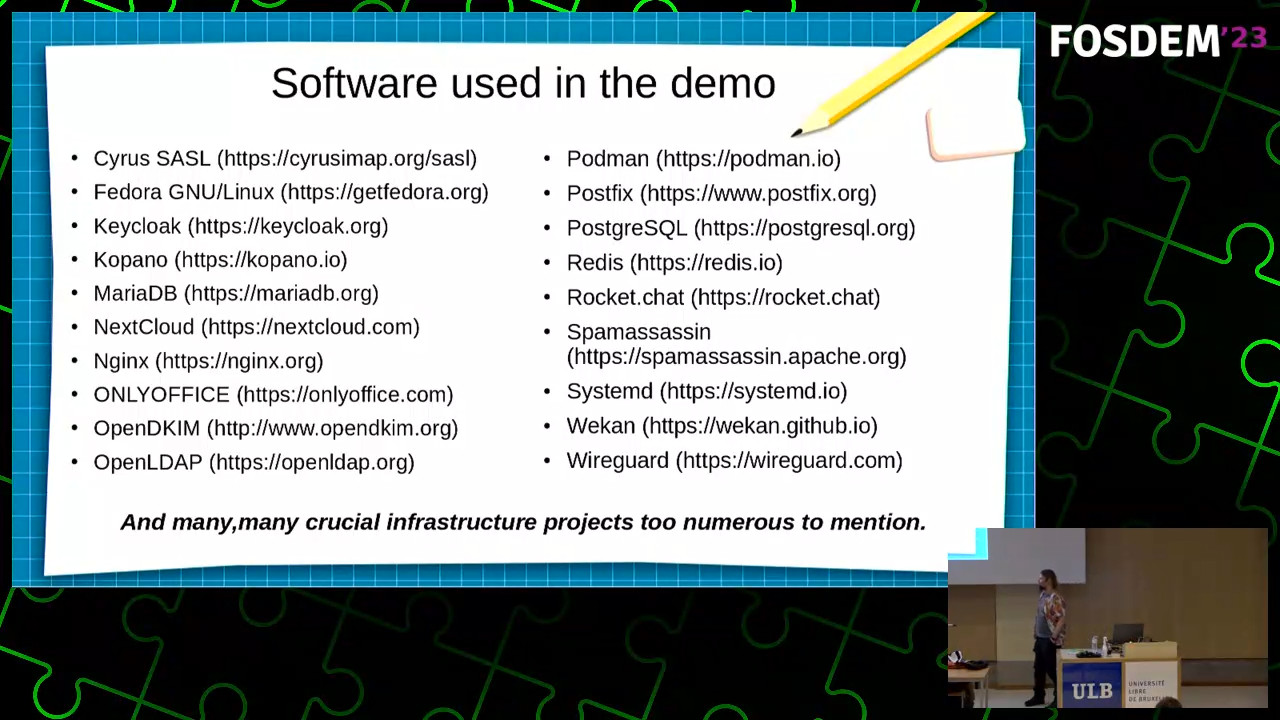 FOSDEM'23
Software used in the demo
• Cyrus SASL (https://cyrusimap.org/sasl)
• Fedora GNU/Linux (https://getfedora.org)
• Keycloak (https://keycloak.org)
• Kopano (https://kopano.io)
• MariaDB (https://mariadb.org)
• NextCloud (https://nextcloud.com)
• Nginx (https://nginx.org)
• ONLYOFFICE (https://onlyoffice.com)
• OpenDKIM (http://www.opendkim.org)
• OpenLDAP (https://openldap.org)
• Podman (https://podman.io)
• Postfix (https://www.postfix.org)
• PostgreSQL (https://postgresql.org)
• Redis (https://redis.io)
• Rocket.chat (https://rocket.chat)
• Spamassassin
(https://spamassassin.apache.org)
• Systemd (https://systemd.io)
• Wekan (https://wekan.github.io)
• Wireguard (https://wireguard.com)
And many,many crucial infrastructure projects too numerous to mention.
ULB
UNIVERSITÉ
LIBRE
DE BRUXELLES